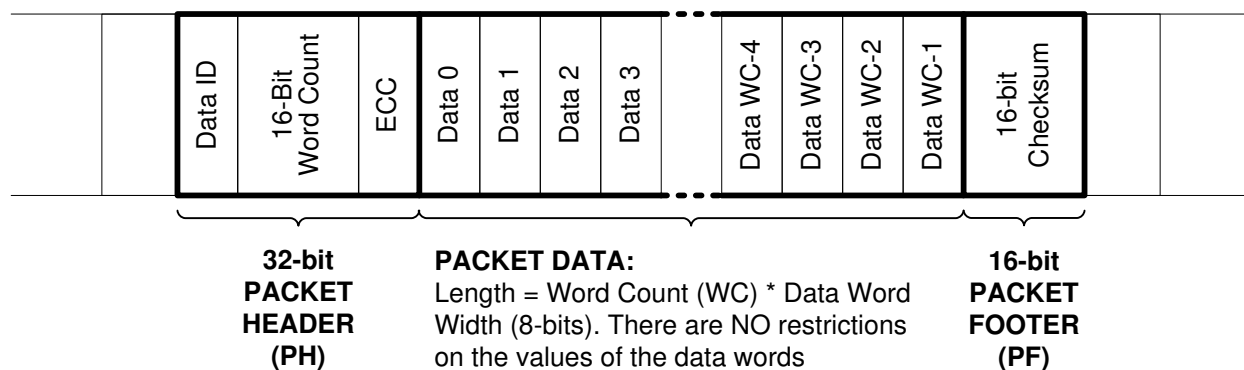 Data ID
16-Bit
Word Count
ECC
Data 0
Data 1
Data 2
Data 3
Data WC-4
Data WC-3
Data WC-2
Data WC-1
16-bit
Checksum
32-bit
PACKET
HEADER
(PH)
PACKET DATA:
Length = Word Count (WC) * Data Word
Width (8-bits). There are NO restrictions
on the values of the data words
16-bit
PACKET
FOOTER
(PF)